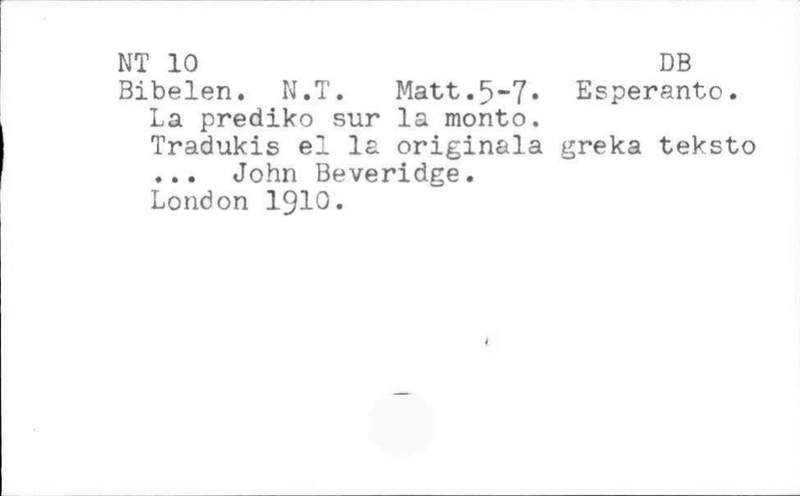 NT 10 DB
Bibelen. N.T. Matt.5-7. Esperanto.
La prediko sur la monto.
Tradukis el la originala greka teksto
... John Beveridge.
London 1910.